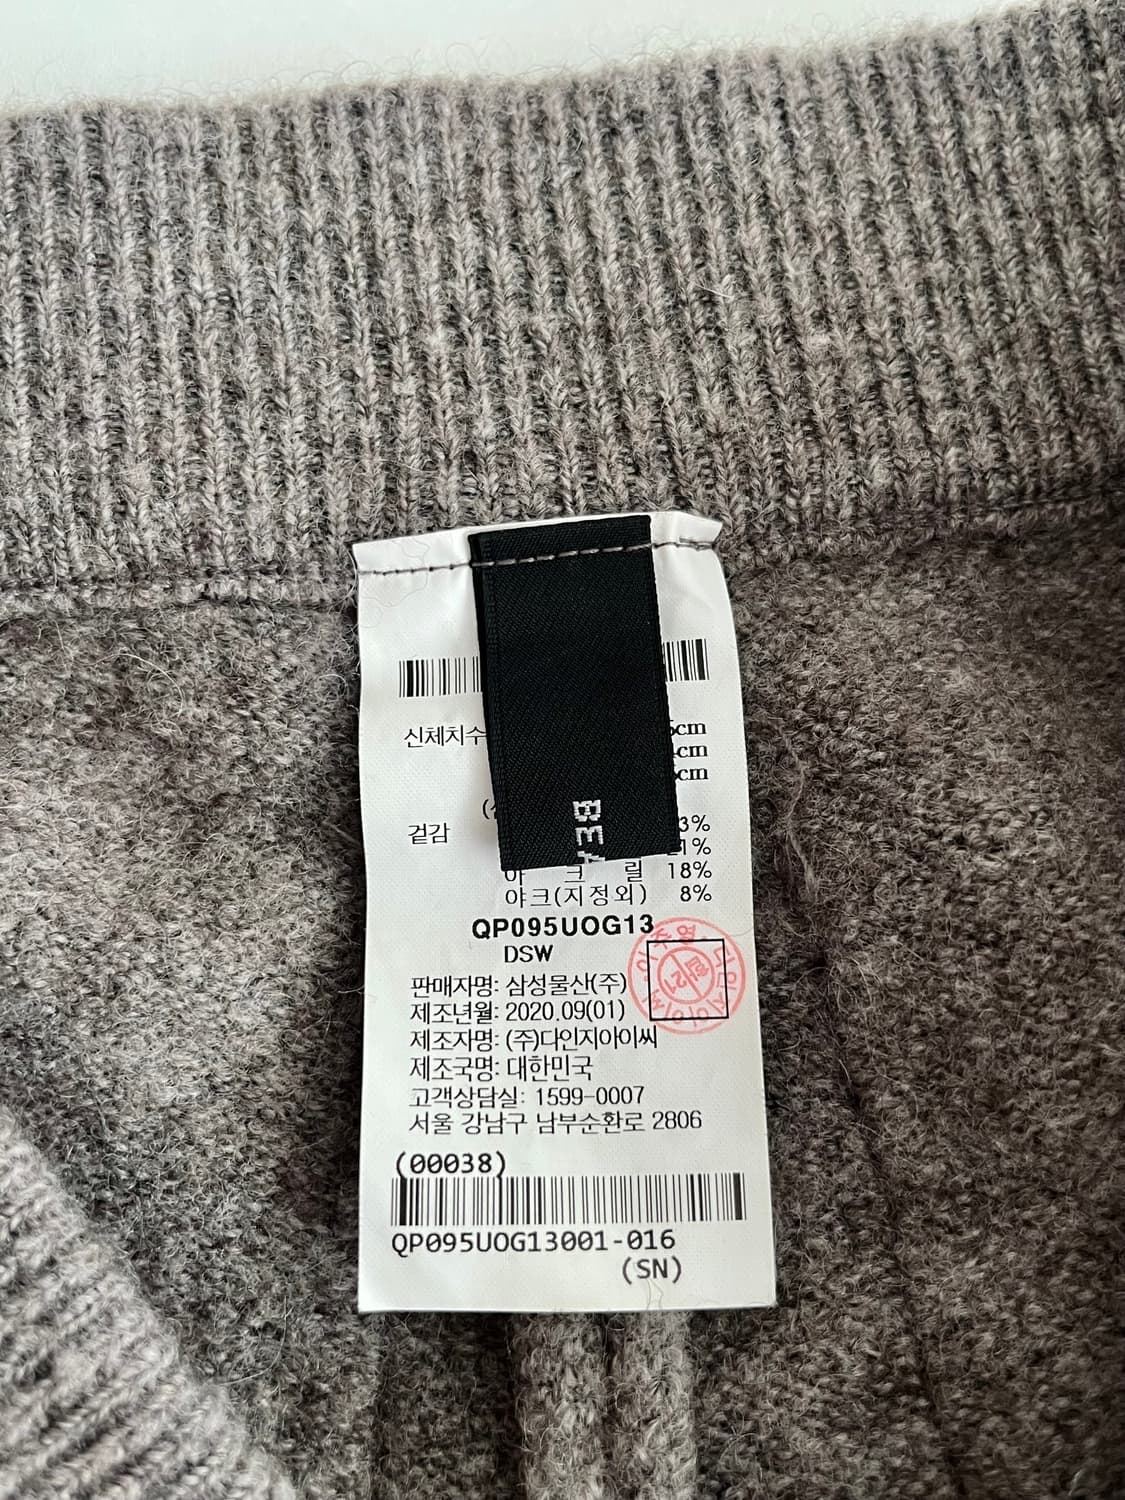 신체치수
cm
cm
cm
겉감
3%
1%
아 크 릴 18%
야크(지정외) 8%
BEA
QP095UOG13
DSW
판매자명: 삼성물산(주)
제조년월: 2020.09(01)
제조자명: (주)다인지아이씨
제조국명: 대한민국
고객상담실: 1599-0007
서울 강남구 남부순환로 2806
(00038)
QP095UOG13001-016
(SN)